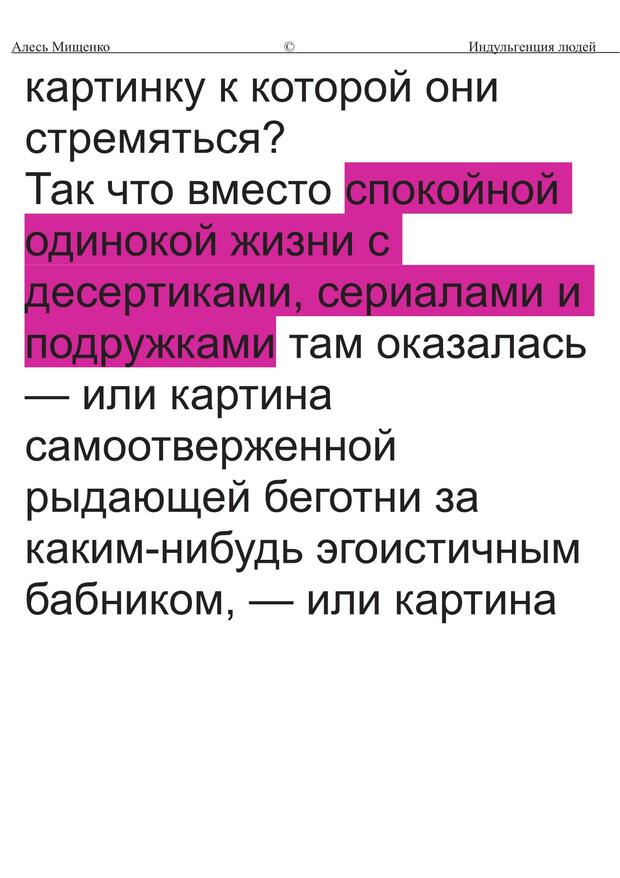 Алесь Мищенко © Индульгенция людей
картинку к которой они
стремяться?
Так что вместо спокойной
одинокой жизни с
десертиками, сериалами и
подружками там оказалась
— или картина
самоотверженной
рыдающей беготни за
каким-нибудь эгоистичным
бабником, — или картина